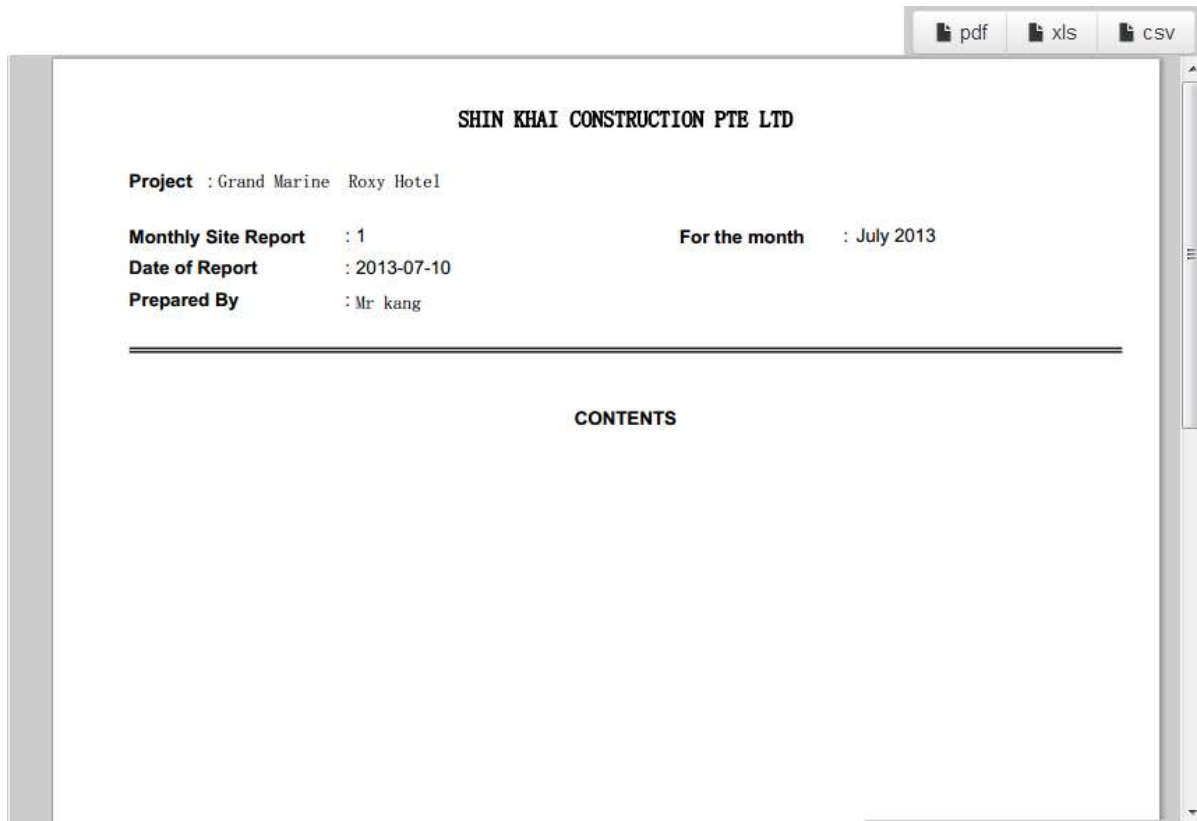 pdf xls csv
SHIN KHAI CONSTRUCTION PTE LTD
Project : Grand Marine Roxy Hotel
Monthly Site Report : 1 For the month : July 2013
Date of Report : 2013-07-10
Prepared By : Mr kang
CONTENTS